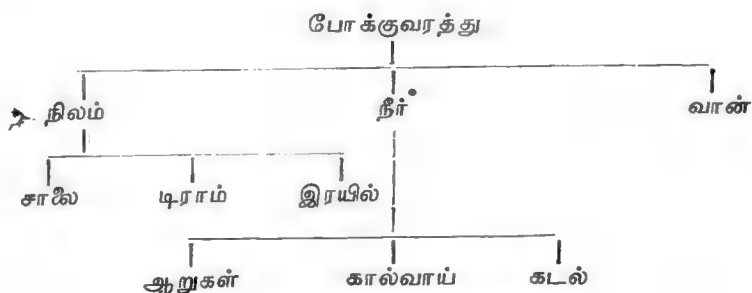 போக்குவரத்து
நிலம் நீர் வான்
சாலை டிராம் இரயில்
ஆறுகள் கால்வாய் கடல்